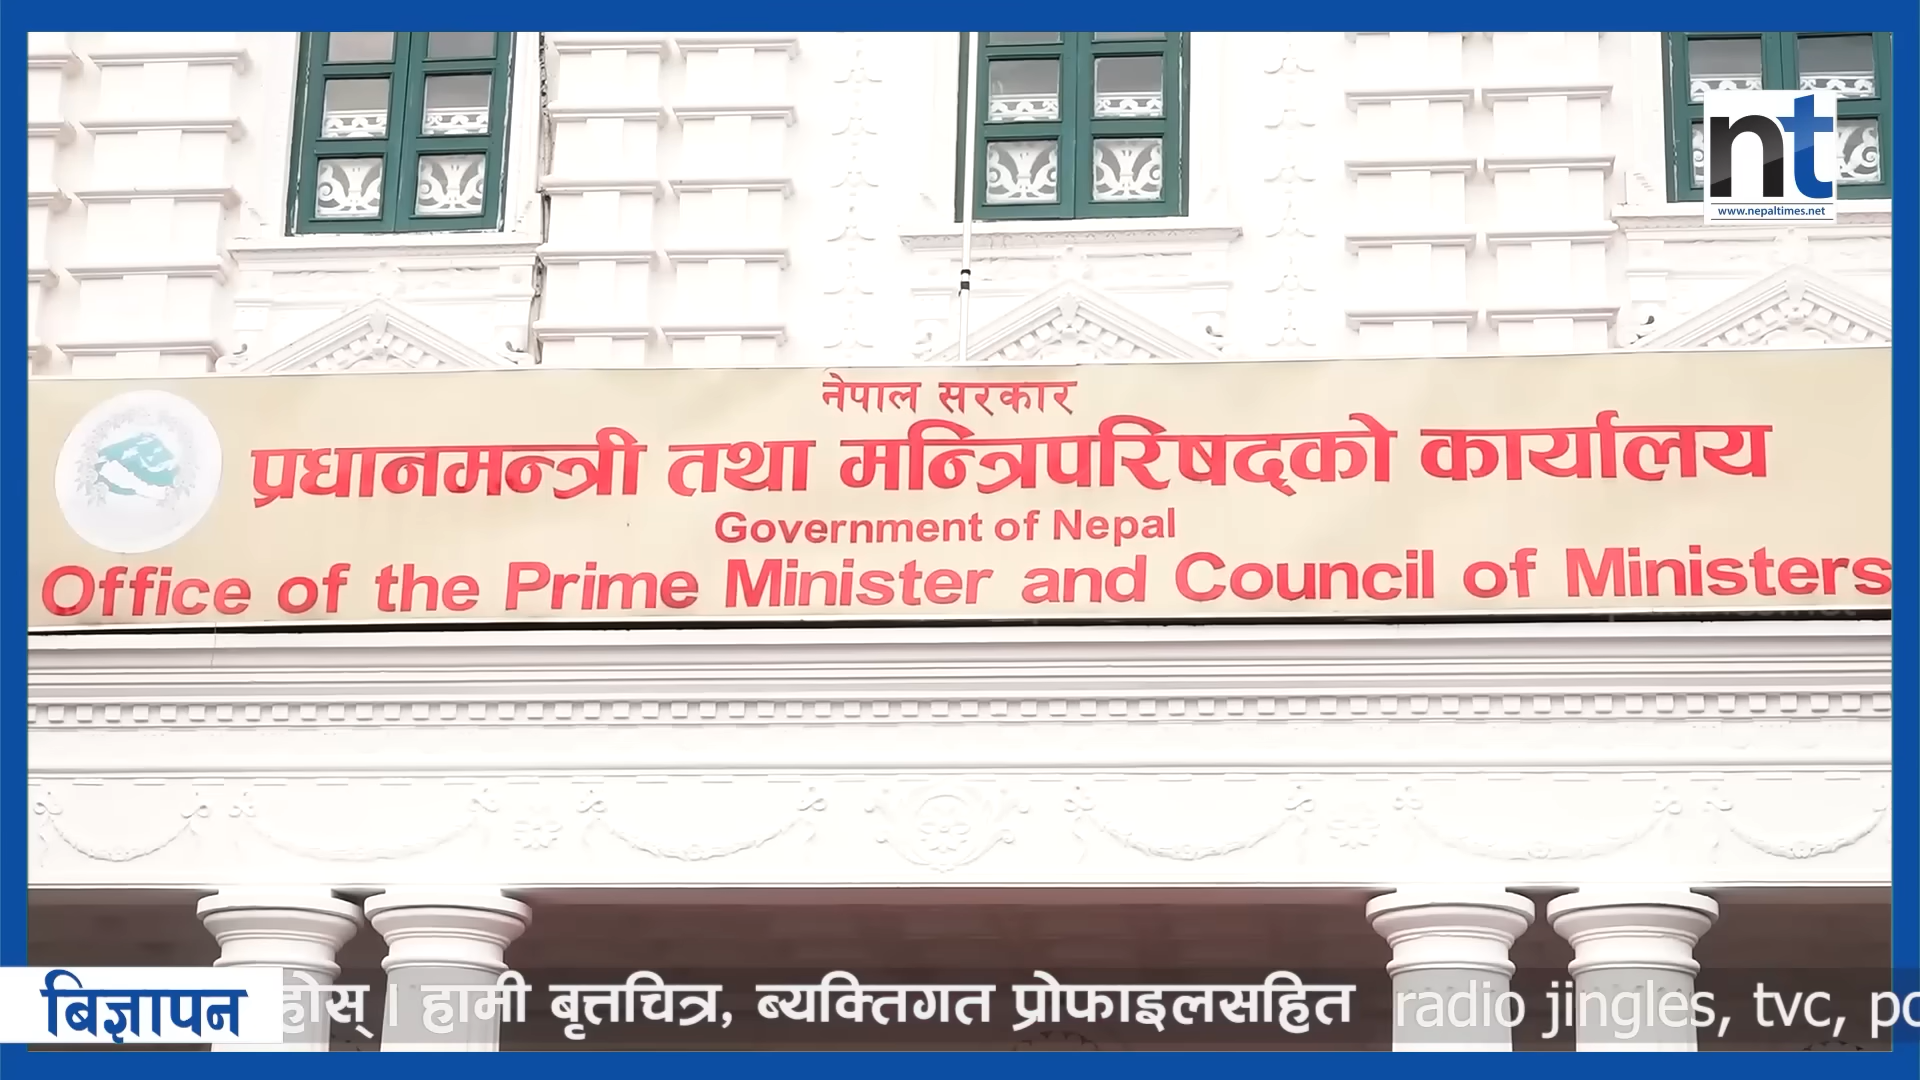 nt
www.nepaltimes.net
नेपाल सरकार
प्रधानमन्त्री तथा मन्त्रिपरिषद्को कार्यालय
Government of Nepal
Office of the Prime Minister and Council of Ministers
बिज्ञापन
होस् । हामी बृत्तचित्र, ब्यक्तिगत प्रोफाइलसहित radio jingles, tvc,